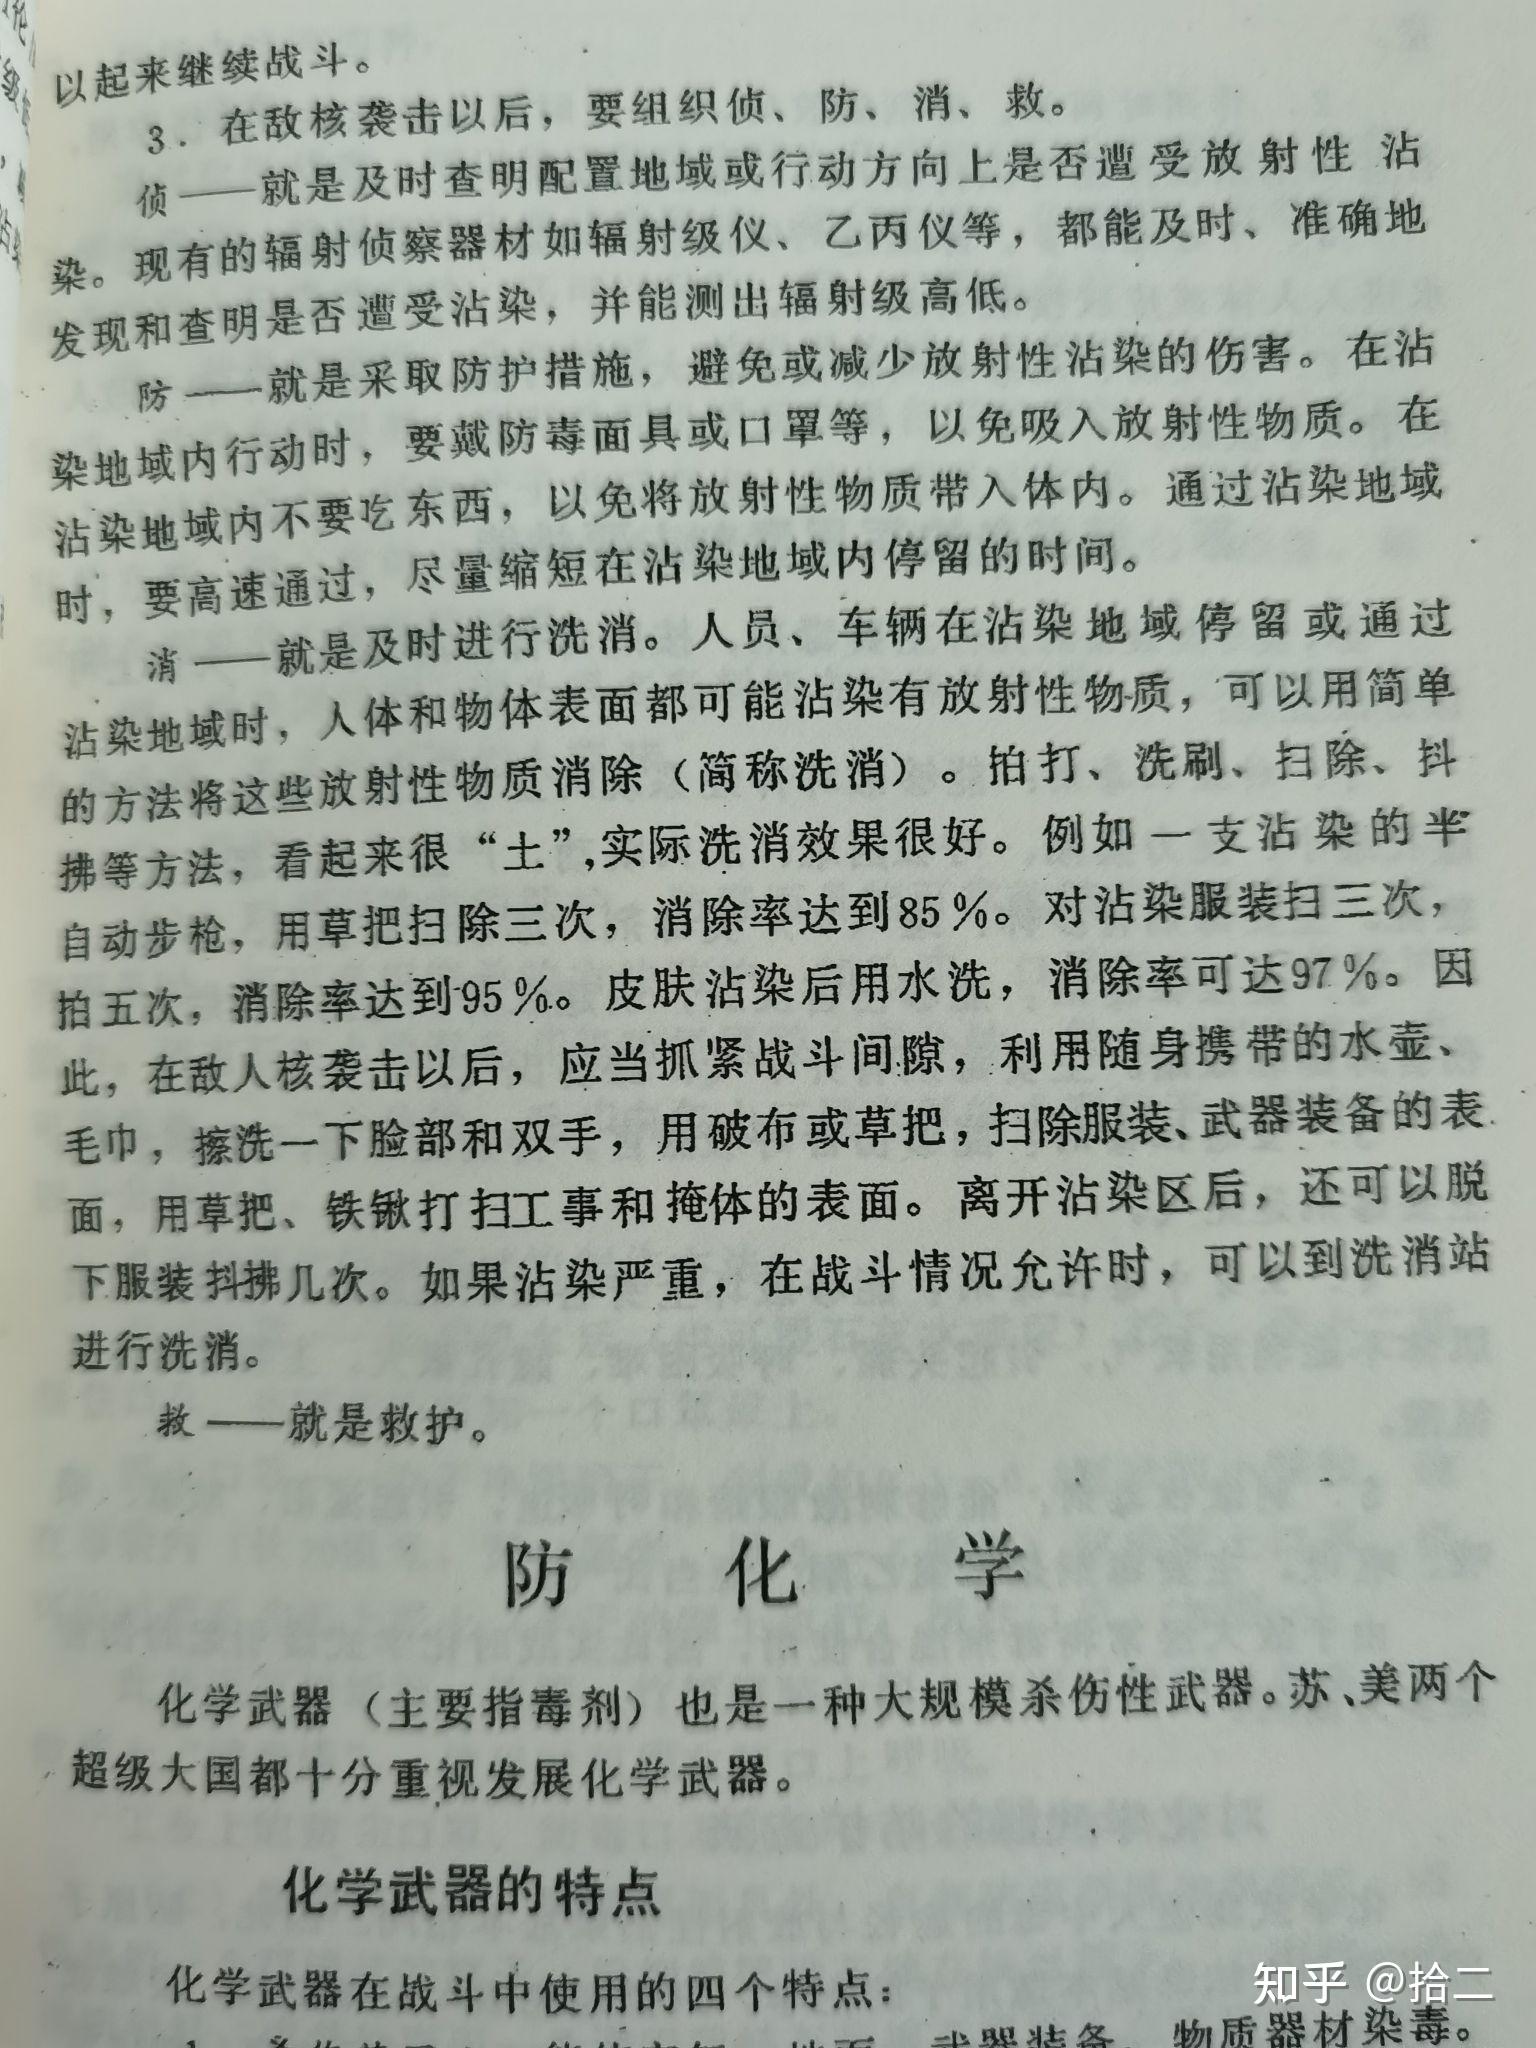 以起来继续战斗。
3．在敌核袭击以后，要组织侦、防、消、救。
侦——就是及时查明配置地域或行动方向上是否遭受放射性沾
染。现有的辐射侦察器材如辐射级仪、乙丙仪等，都能及时、准确地
发现和查明是否遭受沾染，并能测出辐射级高低。
防——就是采取防护措施，避免或减少放射性沾染的伤害。在沾
染地域内行动时，要戴防毒面具或口罩等，以免吸入放射性物质。在
沾染地域内不要吃东西，以免将放射性物质带入体内。通过沾染地域
时，要高速通过，尽量缩短在沾染地域内停留的时间。
消——就是及时进行洗消。人员、车辆在沾染地域停留或通过
沾染地域时，人体和物体表面都可能沾染有放射性物质，可以用简单
的方法将这些放射性物质消除（简称洗消）。拍打、洗刷、扫除、抖
拂等方法，看起来很“土”，实际洗消效果很好。例如一支沾染的半
自动步枪，用草把扫除三次，消除率达到85％。对沾染服装扫三次，
拍五次，消除率达到95％。皮肤沾染后用水洗，消除率可达97％。因
此，在敌人核袭击以后，应当抓紧战斗间隙，利用随身携带的水壶、
毛巾，擦洗一下脸部和双手，用破布或草把，扫除服装、武器装备的表
面，用草把、铁锹打扫工事和掩体的表面。离开沾染区后，还可以脱
下服装抖拂几次。如果沾染严重，在战斗情况允许时，可以到洗消站
进行洗消。
救——就是救护。
防化学
化学武器（主要指毒剂）也是一种大规模杀伤性武器。苏、美两个
超级大国都十分重视发展化学武器。
化学武器的特点
化学武器在战斗中使用的四个特点：
武器装备、物质器材染毒。
知乎 @拾二